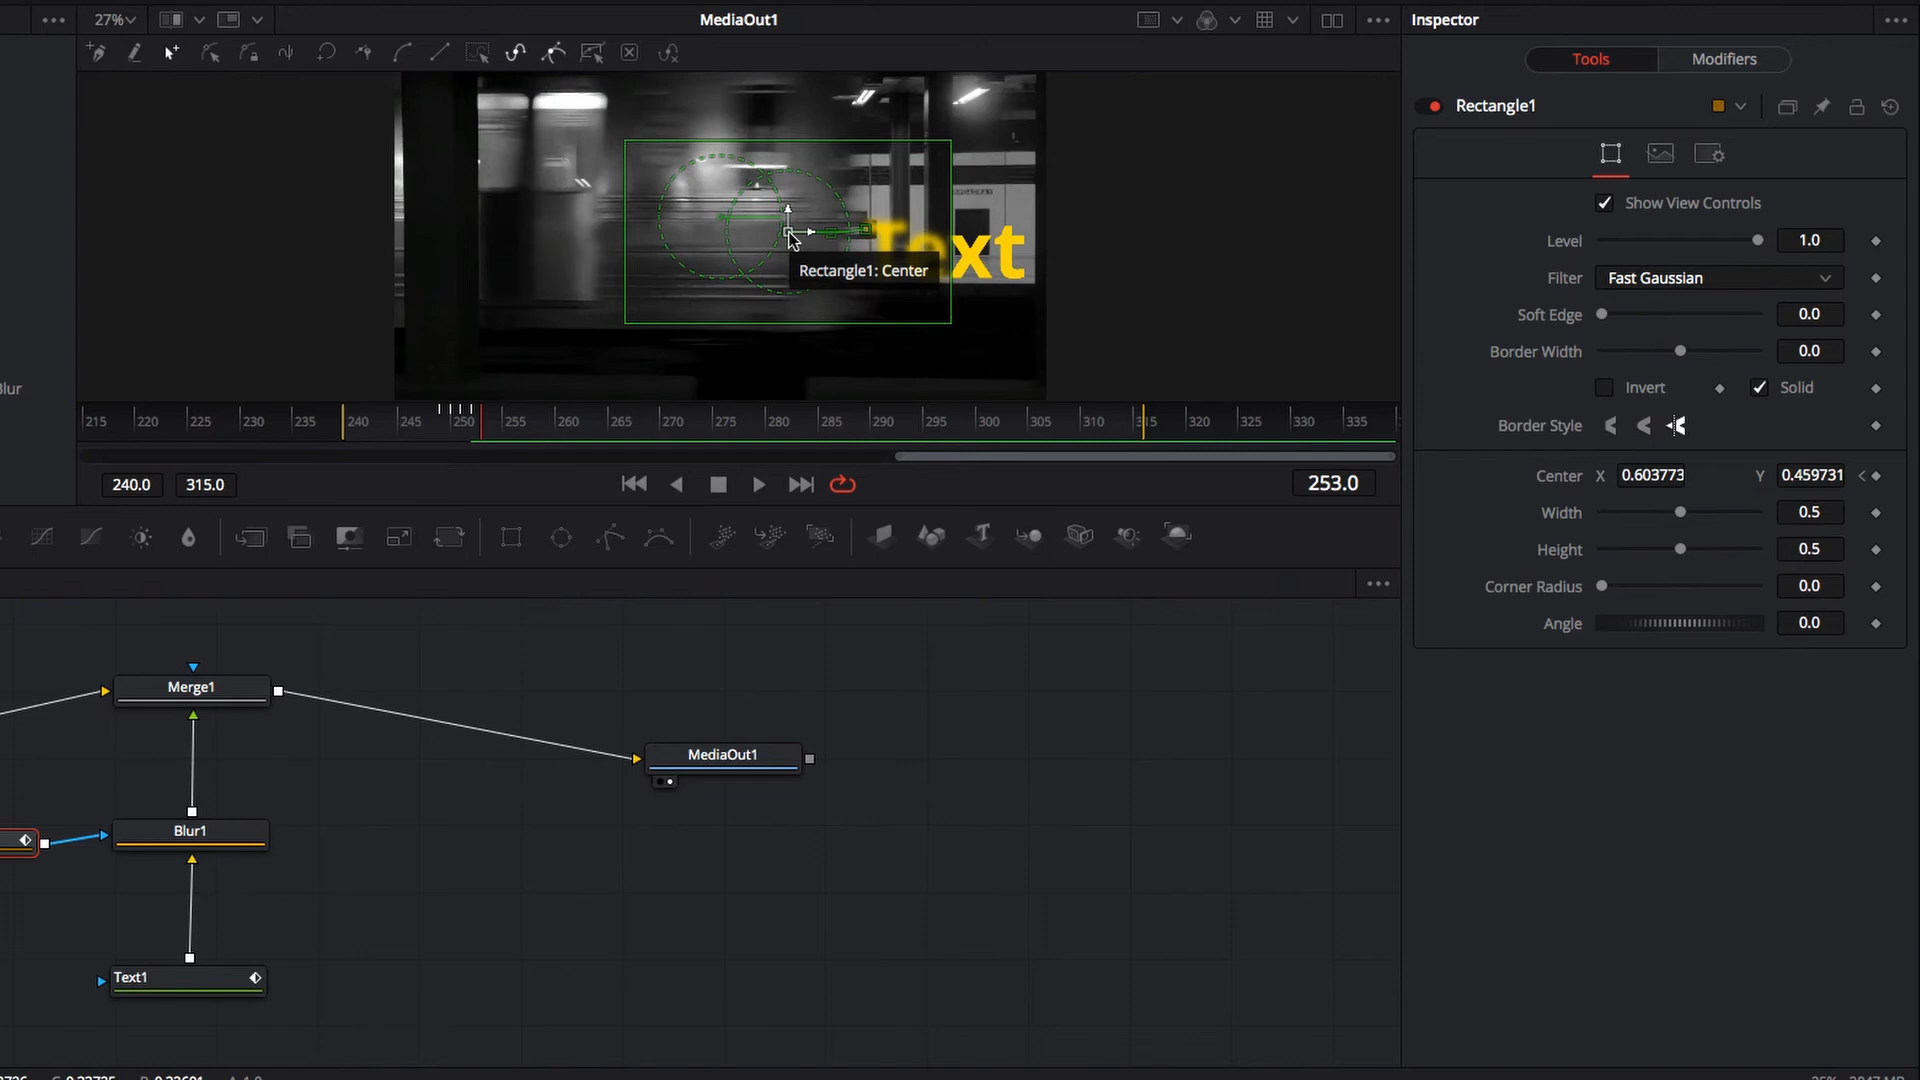 27%
MediaOut1
Inspector
Tools
Modifiers
Rectangle1
Text
Rectangle1: Center
Show View Controls
Level 1.0
Filter Fast Gaussian
Soft Edge 0.0
Border Width 0.0
Invert Solid
Border Style
Center X 0.603773 Y 0.459731
Width 0.5
Height 0.5
Corner Radius 0.0
Angle 0.0
Blur
215 220 225 230 235 240 245 250 255 260 265 270 275 280 285 290 295 300 305 310 315 320 325 330 335
240.0 315.0 253.0
Merge1
MediaOut1
Blur1
Text1